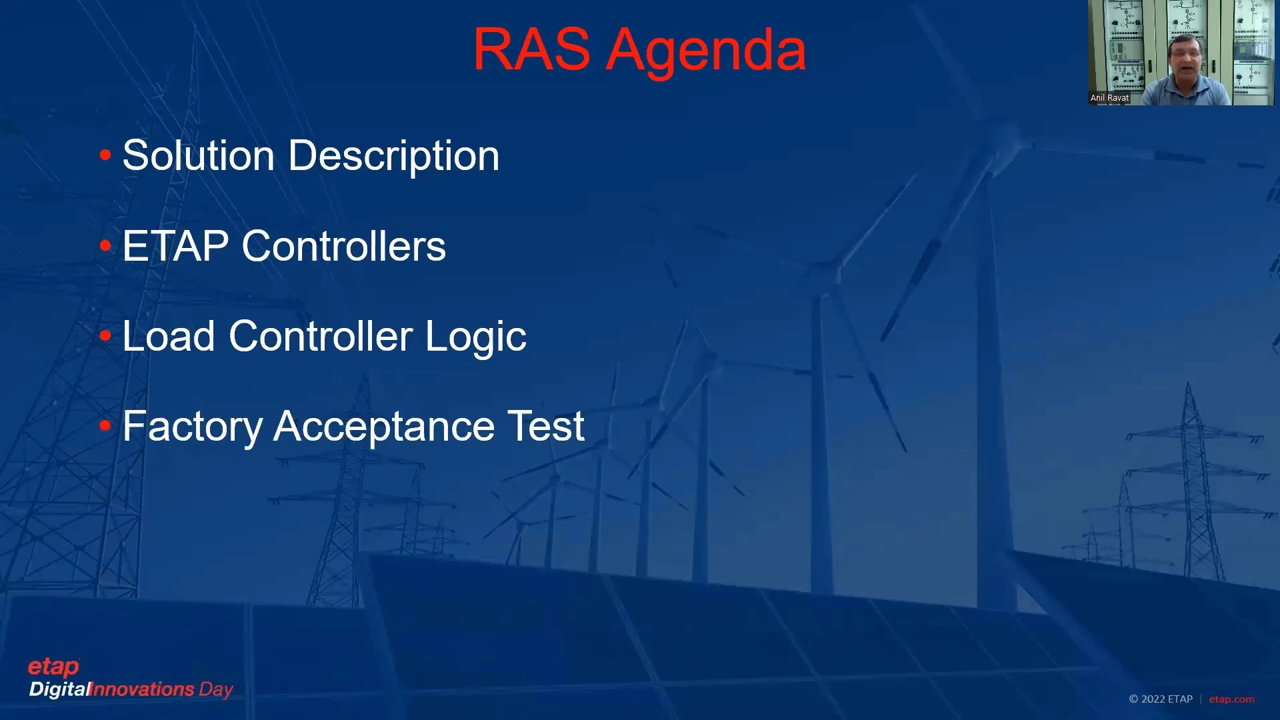 RAS Agenda
Anil Ravat
• Solution Description
• ETAP Controllers
• Load Controller Logic
• Factory Acceptance Test
etap
DigitalInnovations Day
© 2022 ETAP | etap.com